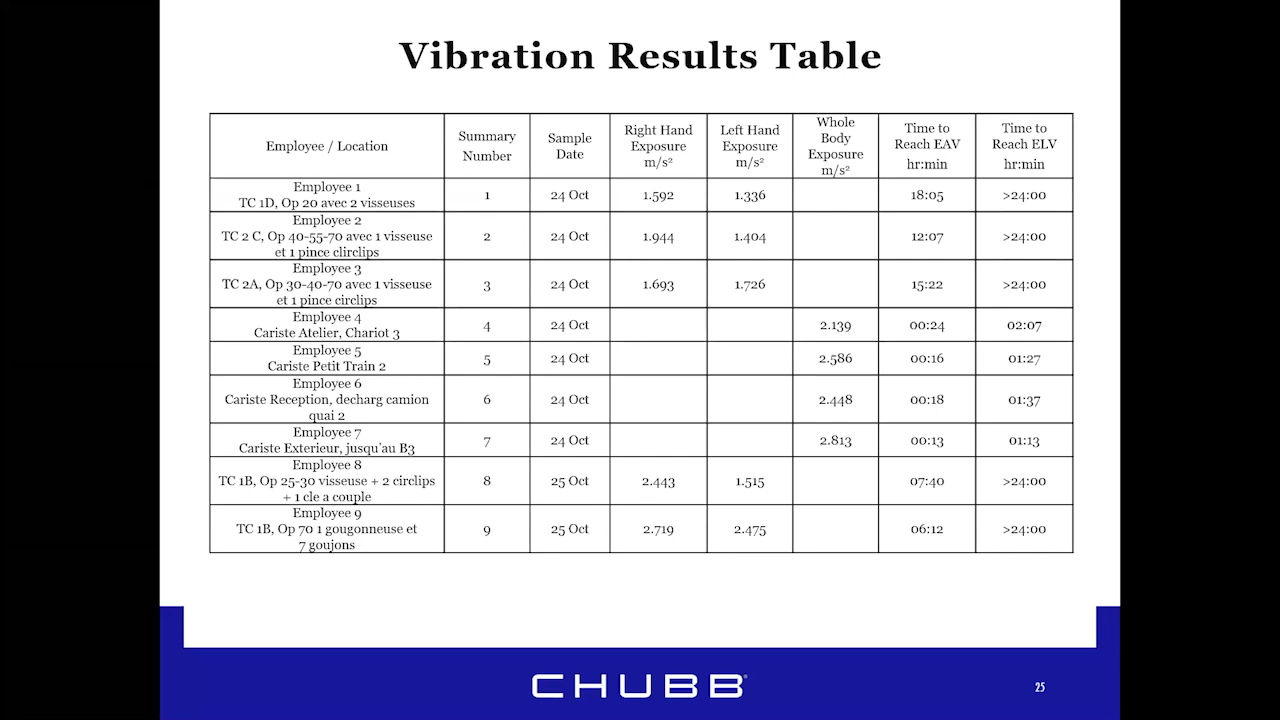 Vibration Results Table
Employee / Location
Summary
Number
Sample
Date
Right Hand
Exposure
m/s²
Left Hand
Exposure
m/s²
Whole
Body
Exposure
m/s²
Time to
Reach EAV
hr:min
Time to
Reach ELV
hr:min
Employee 1
TC 1D, Op 20 avec 2 visseuses
1
24 Oct
1.592
1.336
18:05
>24:00
Employee 2
TC 2 C, Op 40-55-70 avec 1 visseuse
et 1 pince clirclips
2
24 Oct
1.944
1.404
12:07
>24:00
Employee 3
TC 2A, Op 30-40-70 avec 1 visseuse
et 1 pince circlips
3
24 Oct
1.693
1.726
15:22
>24:00
Employee 4
Cariste Atelier, Chariot 3
4
24 Oct
2.139
00:24
02:07
Employee 5
Cariste Petit Train 2
5
24 Oct
2.586
00:16
01:27
Employee 6
Cariste Reception, decharg camion
quai 2
6
24 Oct
2.448
00:18
01:37
Employee 7
Cariste Exterieur, jusqu'au B3
7
24 Oct
2.813
00:13
01:13
Employee 8
TC 1B, Op 25-30 visseuse + 2 circlips
+ 1 cle a couple
8
25 Oct
2.443
1.515
07:40
>24:00
Employee 9
TC 1B, Op 70 1 gougonneuse et
7 goujons
9
25 Oct
2.719
2.475
06:12
>24:00
CHUBB®
25